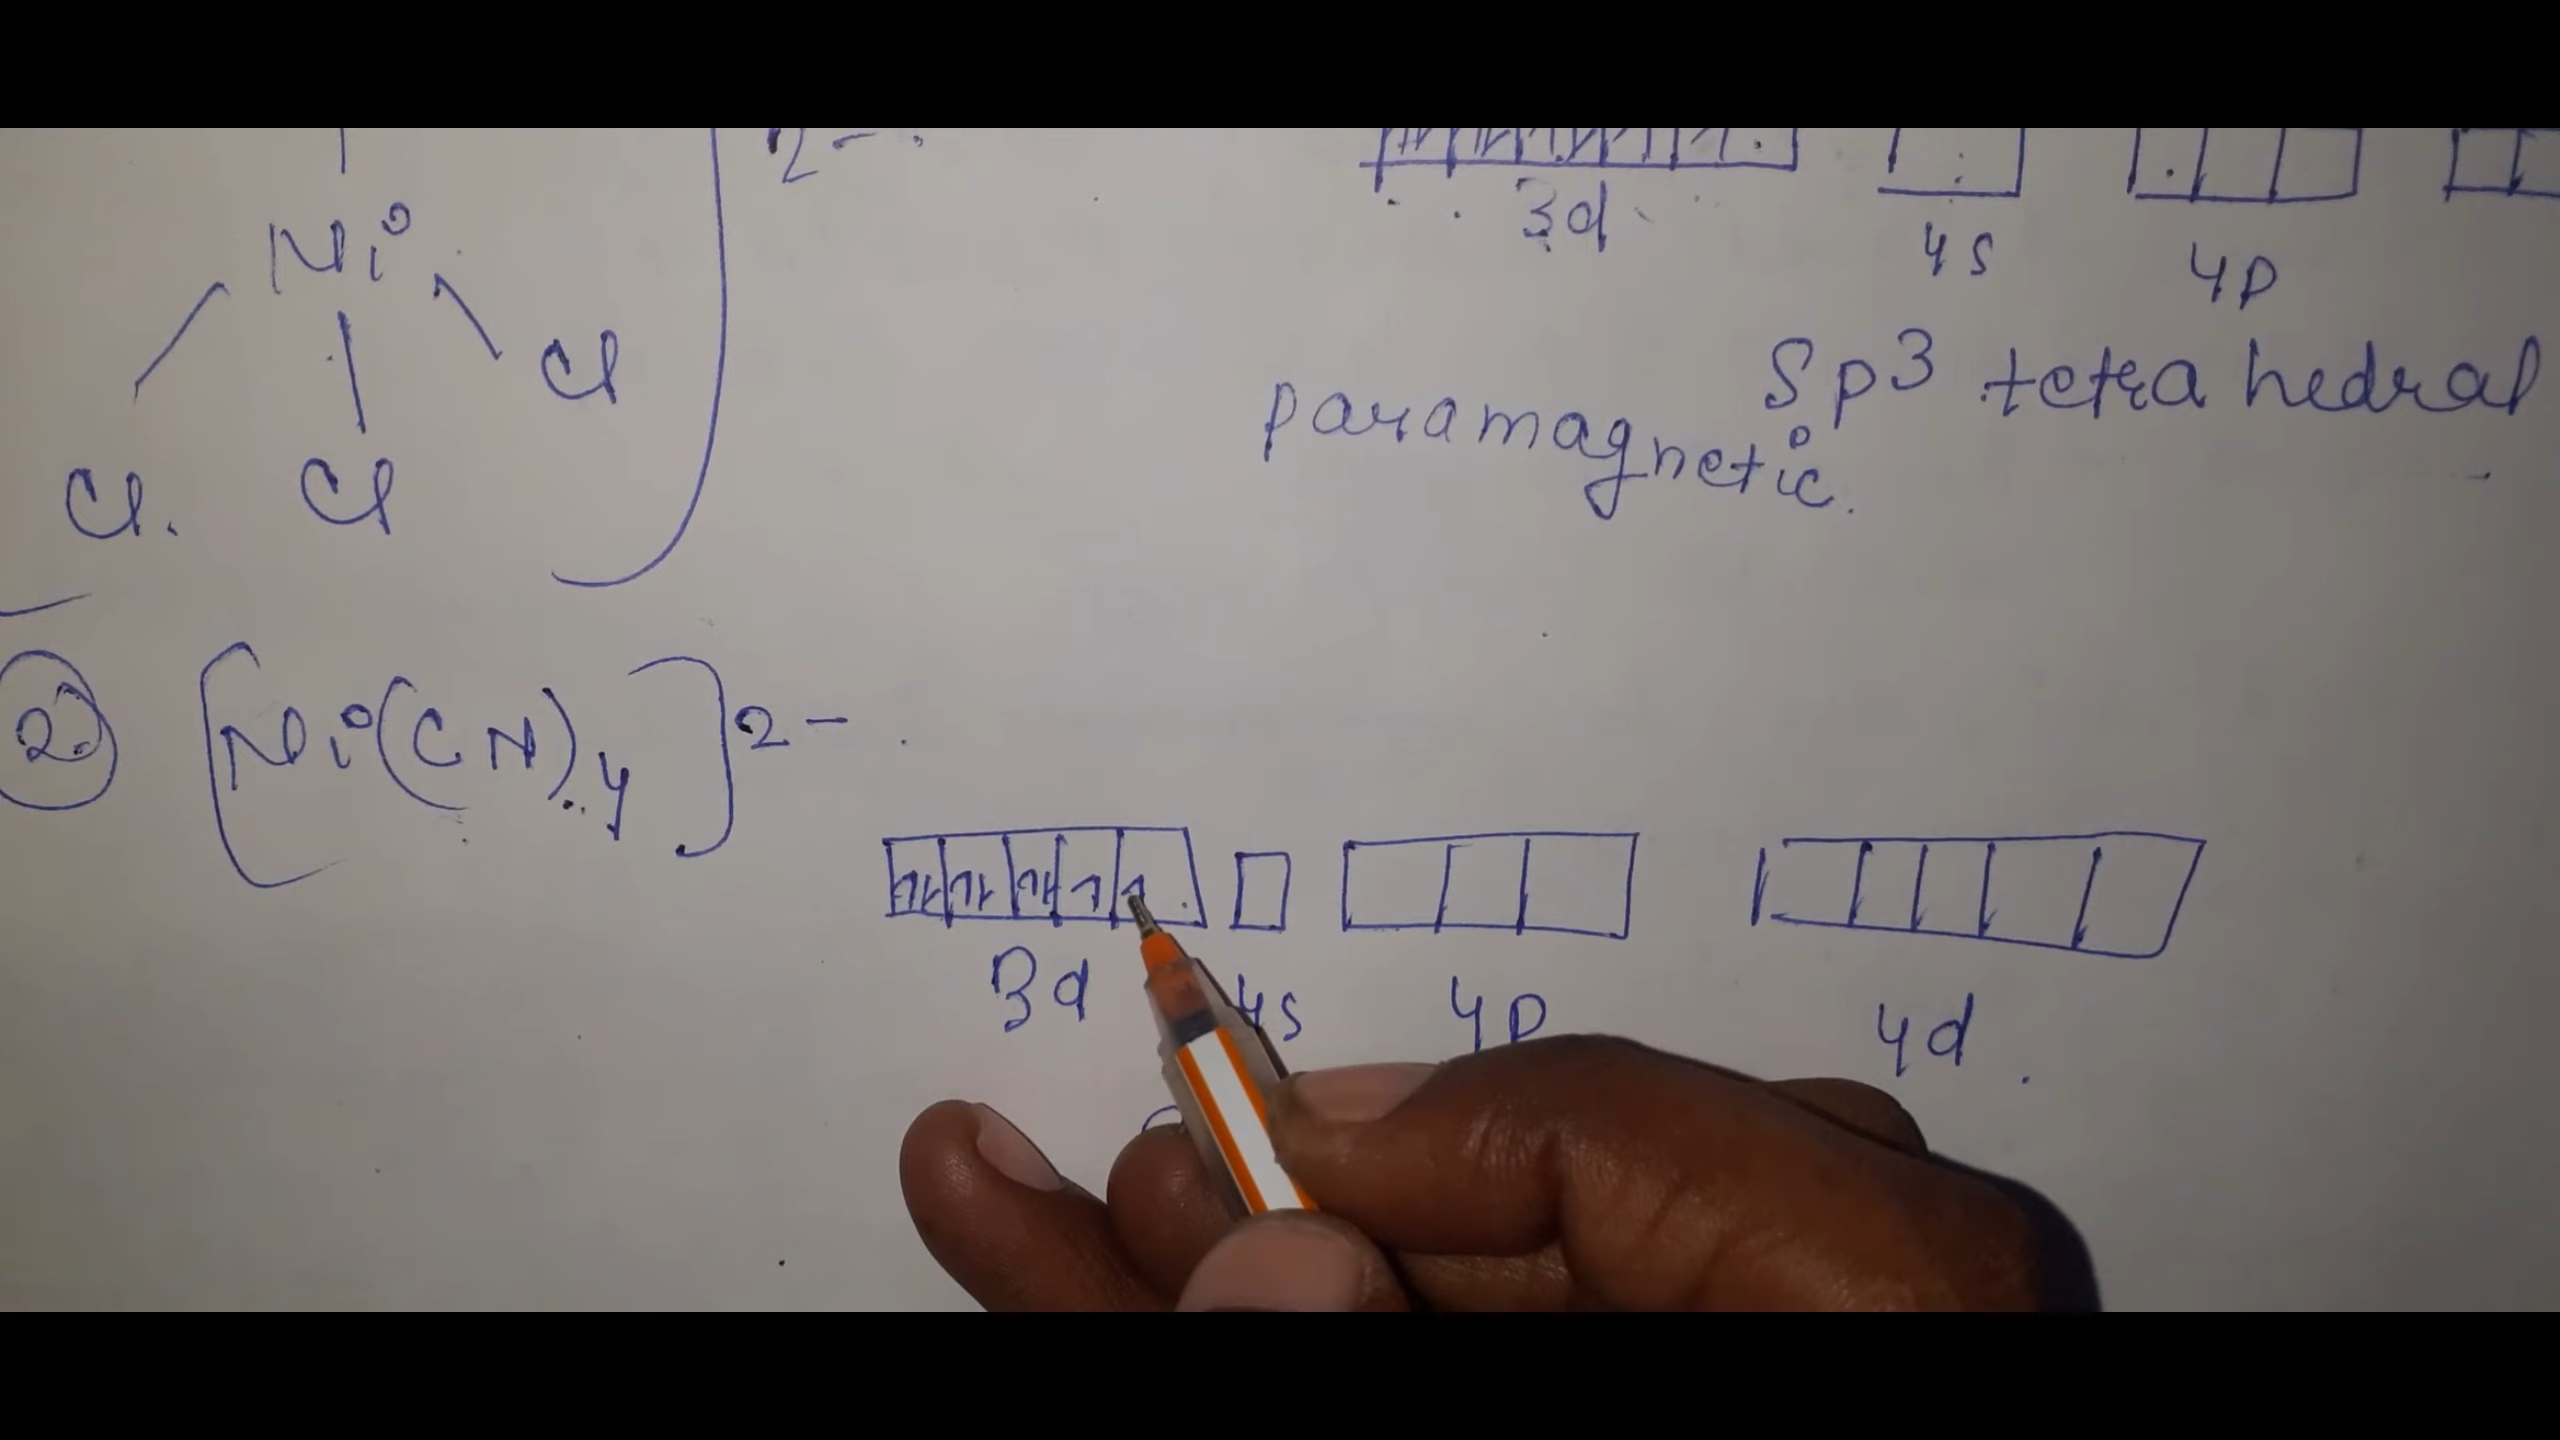 2-
Ni
Cl
Cl. Cl
3d 4s 4p
Sp³ tetrahedral
paramagnetic.
2) [Ni(CN)4]2-
3d 4s 4p 4d.